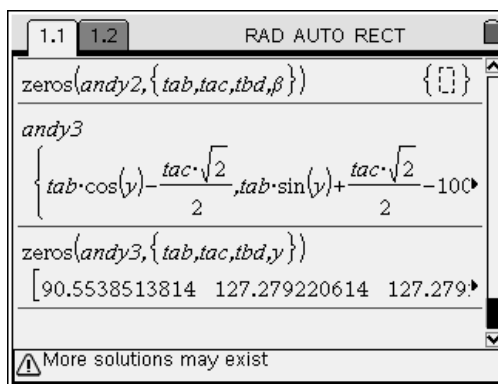 1.1 1.2 RAD AUTO RECT
zeros(andy2,{tab,tac,tbd,β}) {[]}
andy3
{tab·cos(y)-tac·√2/2,tab·sin(y)+tac·√2/2-100▸
zeros(andy3,{tab,tac,tbd,y})
[90.5538513814 127.279220614 127.279▸
More solutions may exist